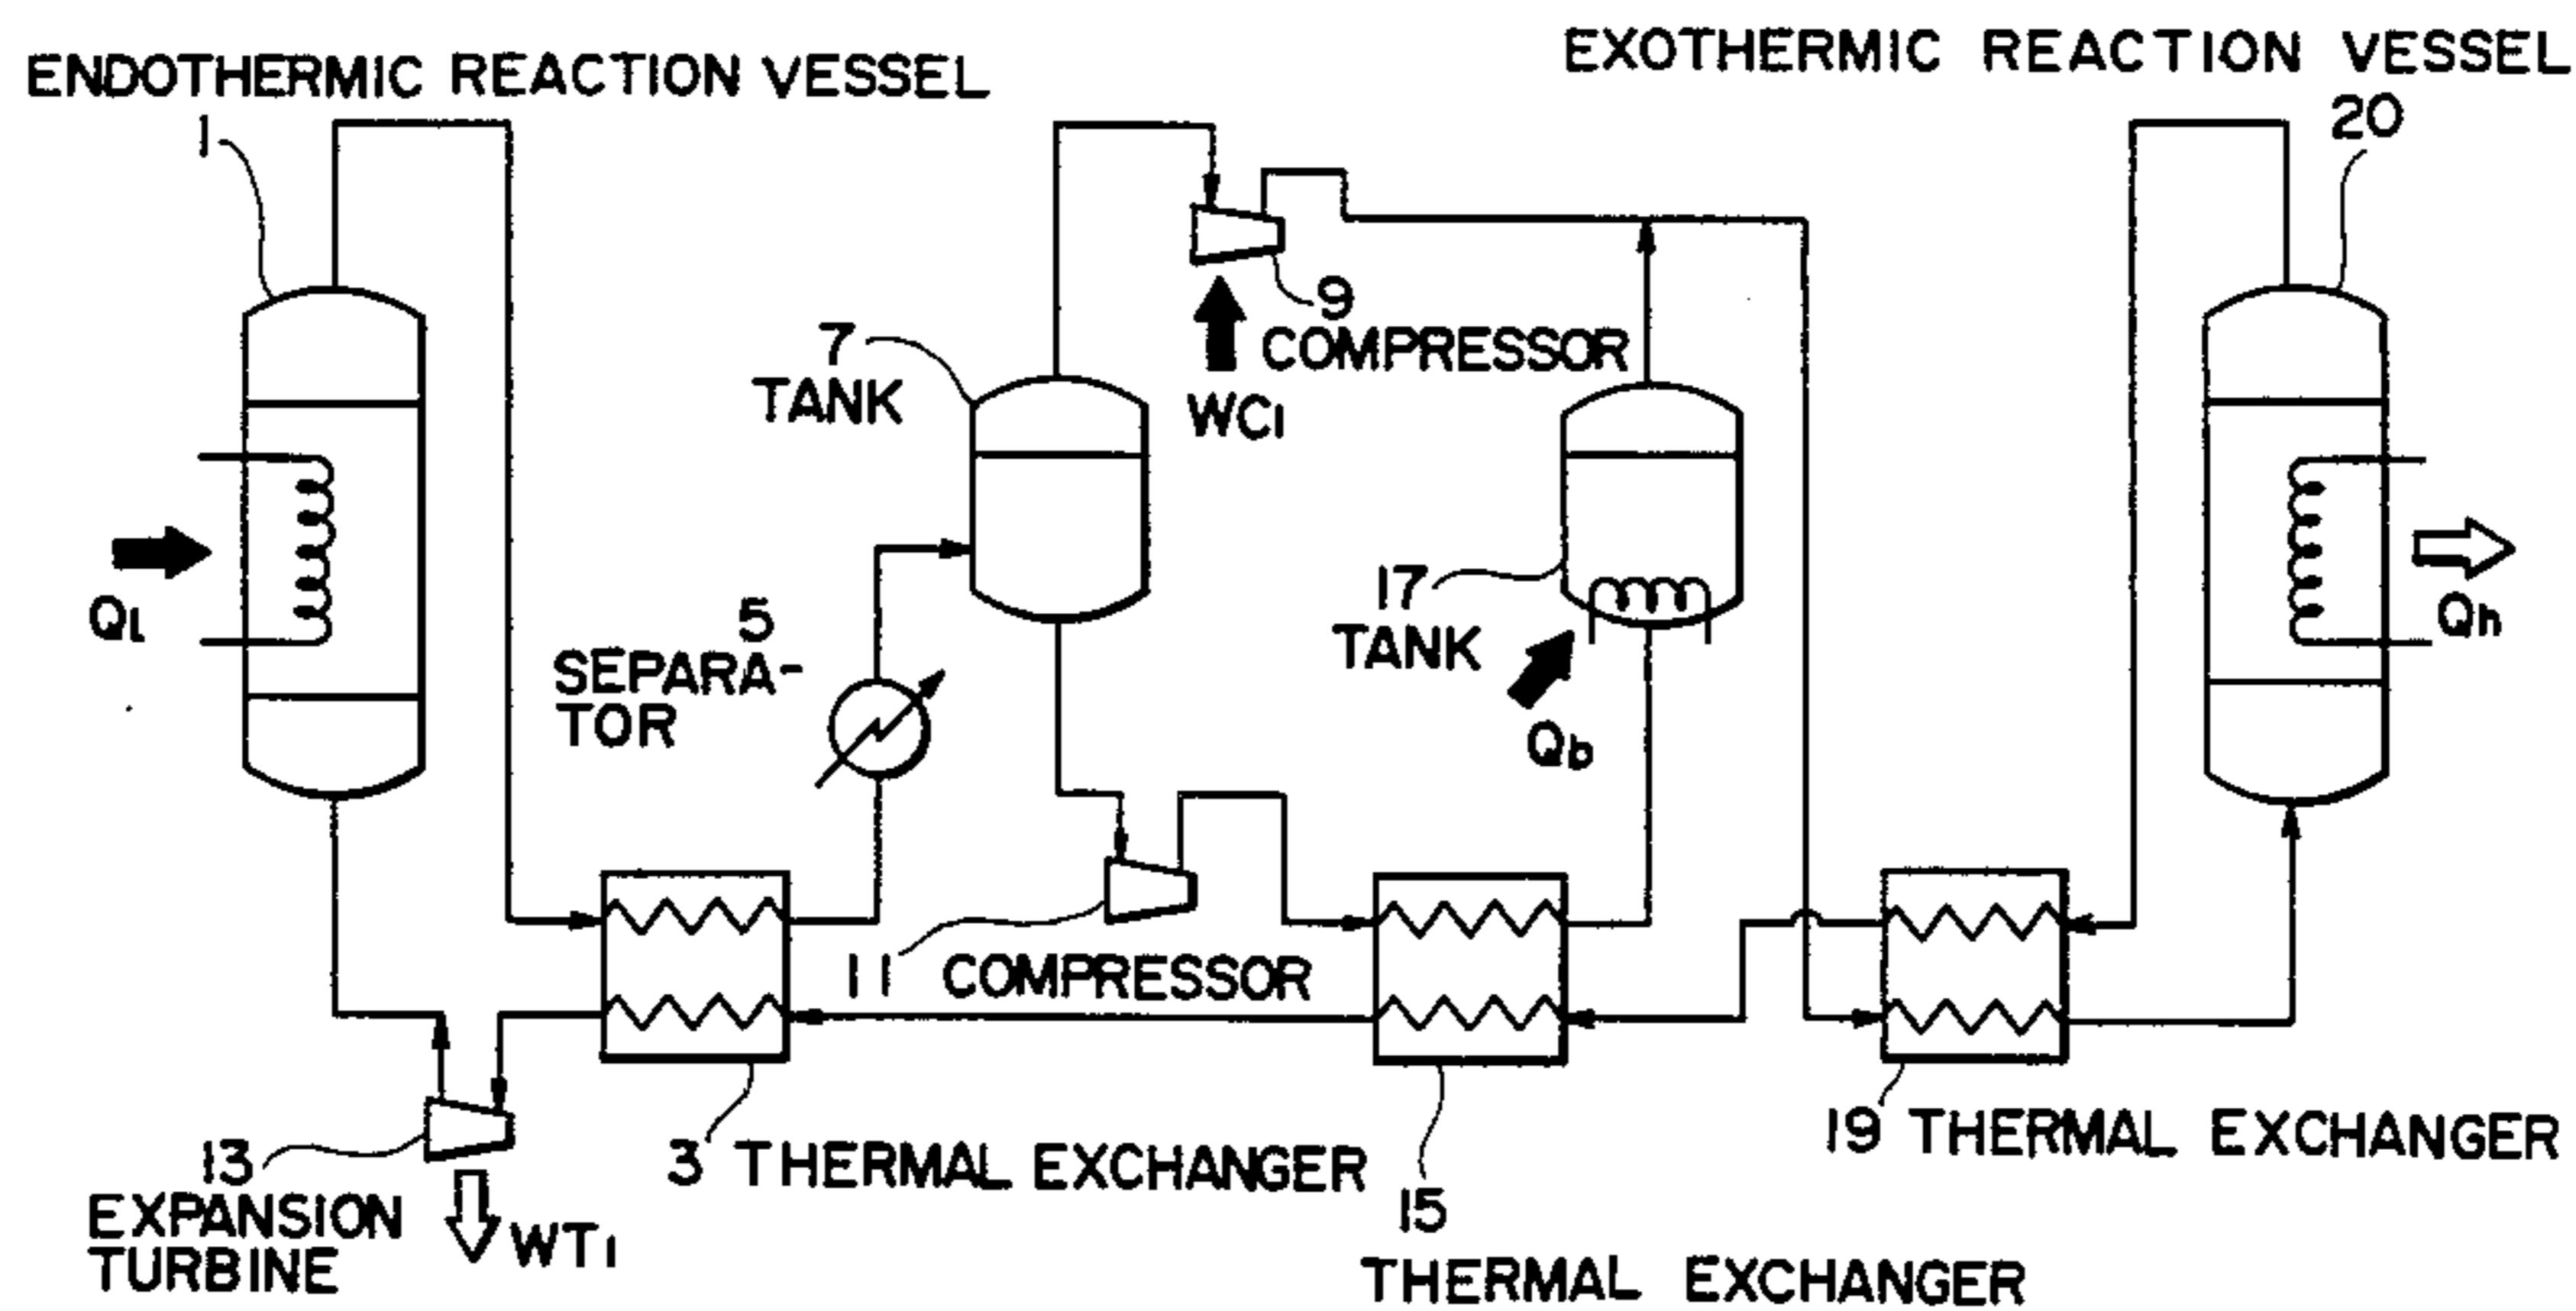 ENDOTHERMIC REACTION VESSEL
1
EXOTHERMIC REACTION VESSEL
20
9
COMPRESSOR
WC1
7
TANK
17
TANK
Qb
Ql
Qh
5
SEPARA-
TOR
11 COMPRESSOR
13
EXPANSION
TURBINE
WT1
3 THERMAL EXCHANGER
15
THERMAL EXCHANGER
19 THERMAL EXCHANGER